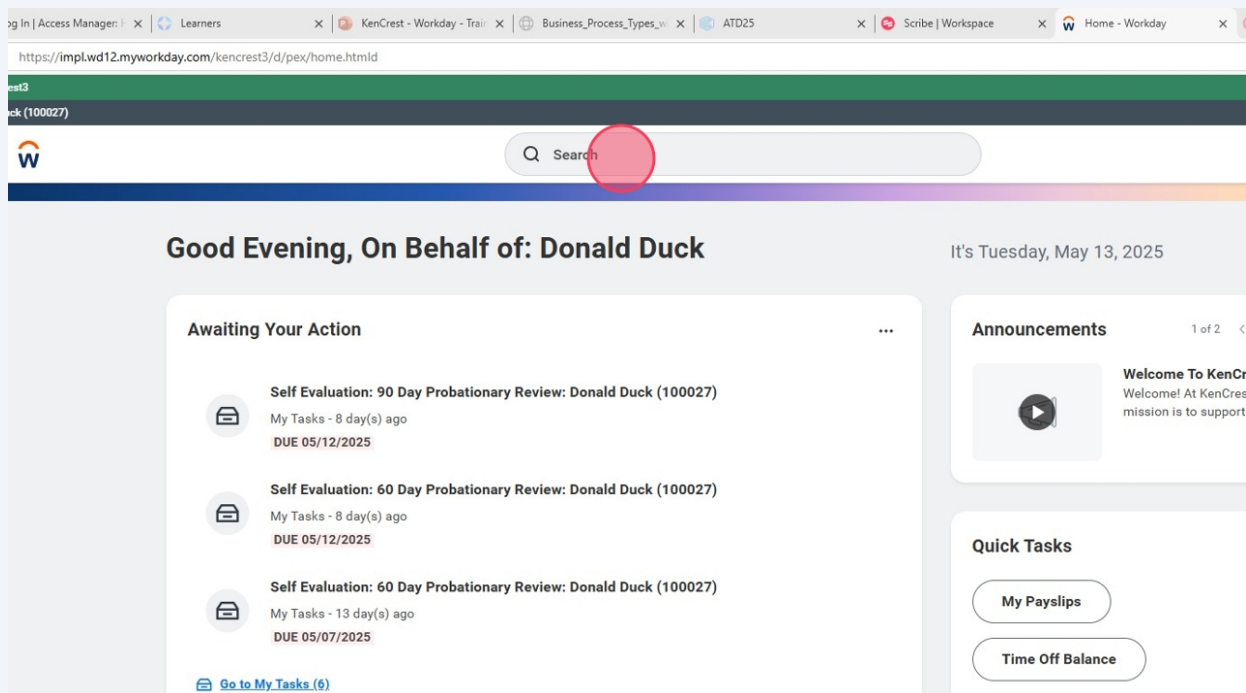 og In | Access Manager:
Learners
KenCrest - Workday - Train
Business_Process_Types_w
ATD25
Scribe | Workspace
Home - Workday
https://impl.wd12.myworkday.com/kencrest3/d/pex/home.htmld
est3
uck (100027)
W
Search
Good Evening, On Behalf of: Donald Duck
It's Tuesday, May 13, 2025
Awaiting Your Action
Announcements
1 of 2
Self Evaluation: 90 Day Probationary Review: Donald Duck (100027)
My Tasks - 8 day(s) ago
DUE 05/12/2025
Welcome To KenCr
Welcome! At KenCres
mission is to support
Self Evaluation: 60 Day Probationary Review: Donald Duck (100027)
My Tasks - 8 day(s) ago
DUE 05/12/2025
Quick Tasks
Self Evaluation: 60 Day Probationary Review: Donald Duck (100027)
My Tasks - 13 day(s) ago
DUE 05/07/2025
My Payslips
Time Off Balance
Go to My Tasks (6)